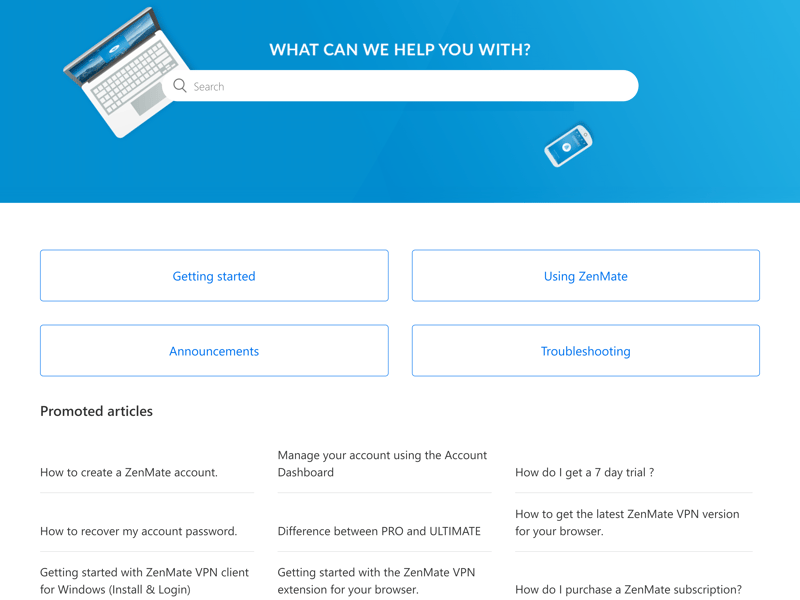 WHAT CAN WE HELP YOU WITH?
Search
Getting started
Using ZenMate
Announcements
Troubleshooting
Promoted articles
How to create a ZenMate account.
Manage your account using the Account
Dashboard
How do I get a 7 day trial ?
How to recover my account password.
Difference between PRO and ULTIMATE
How to get the latest ZenMate VPN version
for your browser.
Getting started with ZenMate VPN client
for Windows (Install & Login)
Getting started with the ZenMate VPN
extension for your browser.
How do I purchase a ZenMate subscription?